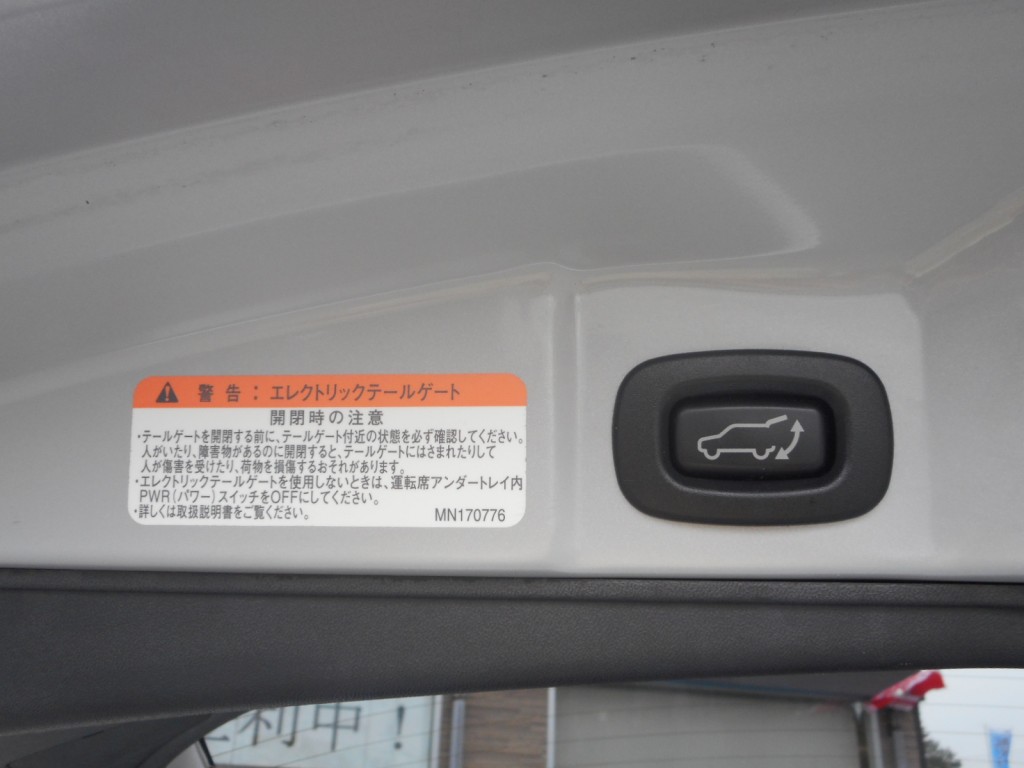 警告：エレクトリックテールゲート
開閉時の注意
・テールゲートを開閉する前に、テールゲート付近の状態を必ず確認してください。
人がいたり、障害物があるのに開閉すると、テールゲートにはさまれたりして
人が傷害を受けたり、荷物を損傷するおそれがあります。
・エレクトリックテールゲートを使用しないときは、運転席アンダートレイ内
PWR（パワー）スイッチをOFFにしてください。
・詳しくは取扱説明書をご覧ください。 MN170776
利中！